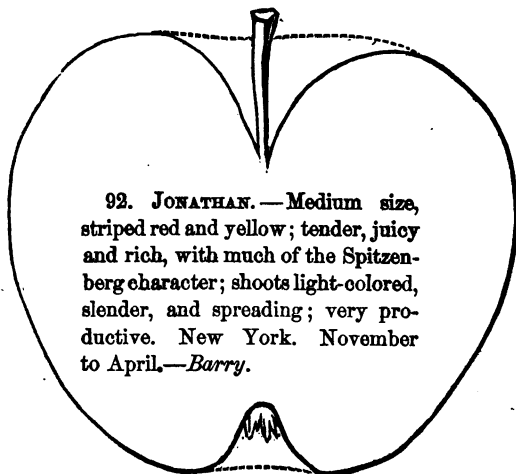 92. JONATHAN.—Medium size,
striped red and yellow; tender, juicy
and rich, with much of the Spitzen-
berg character; shoots light-colored,
slender, and spreading; very pro-
ductive. New York. November
to April.—Barry.